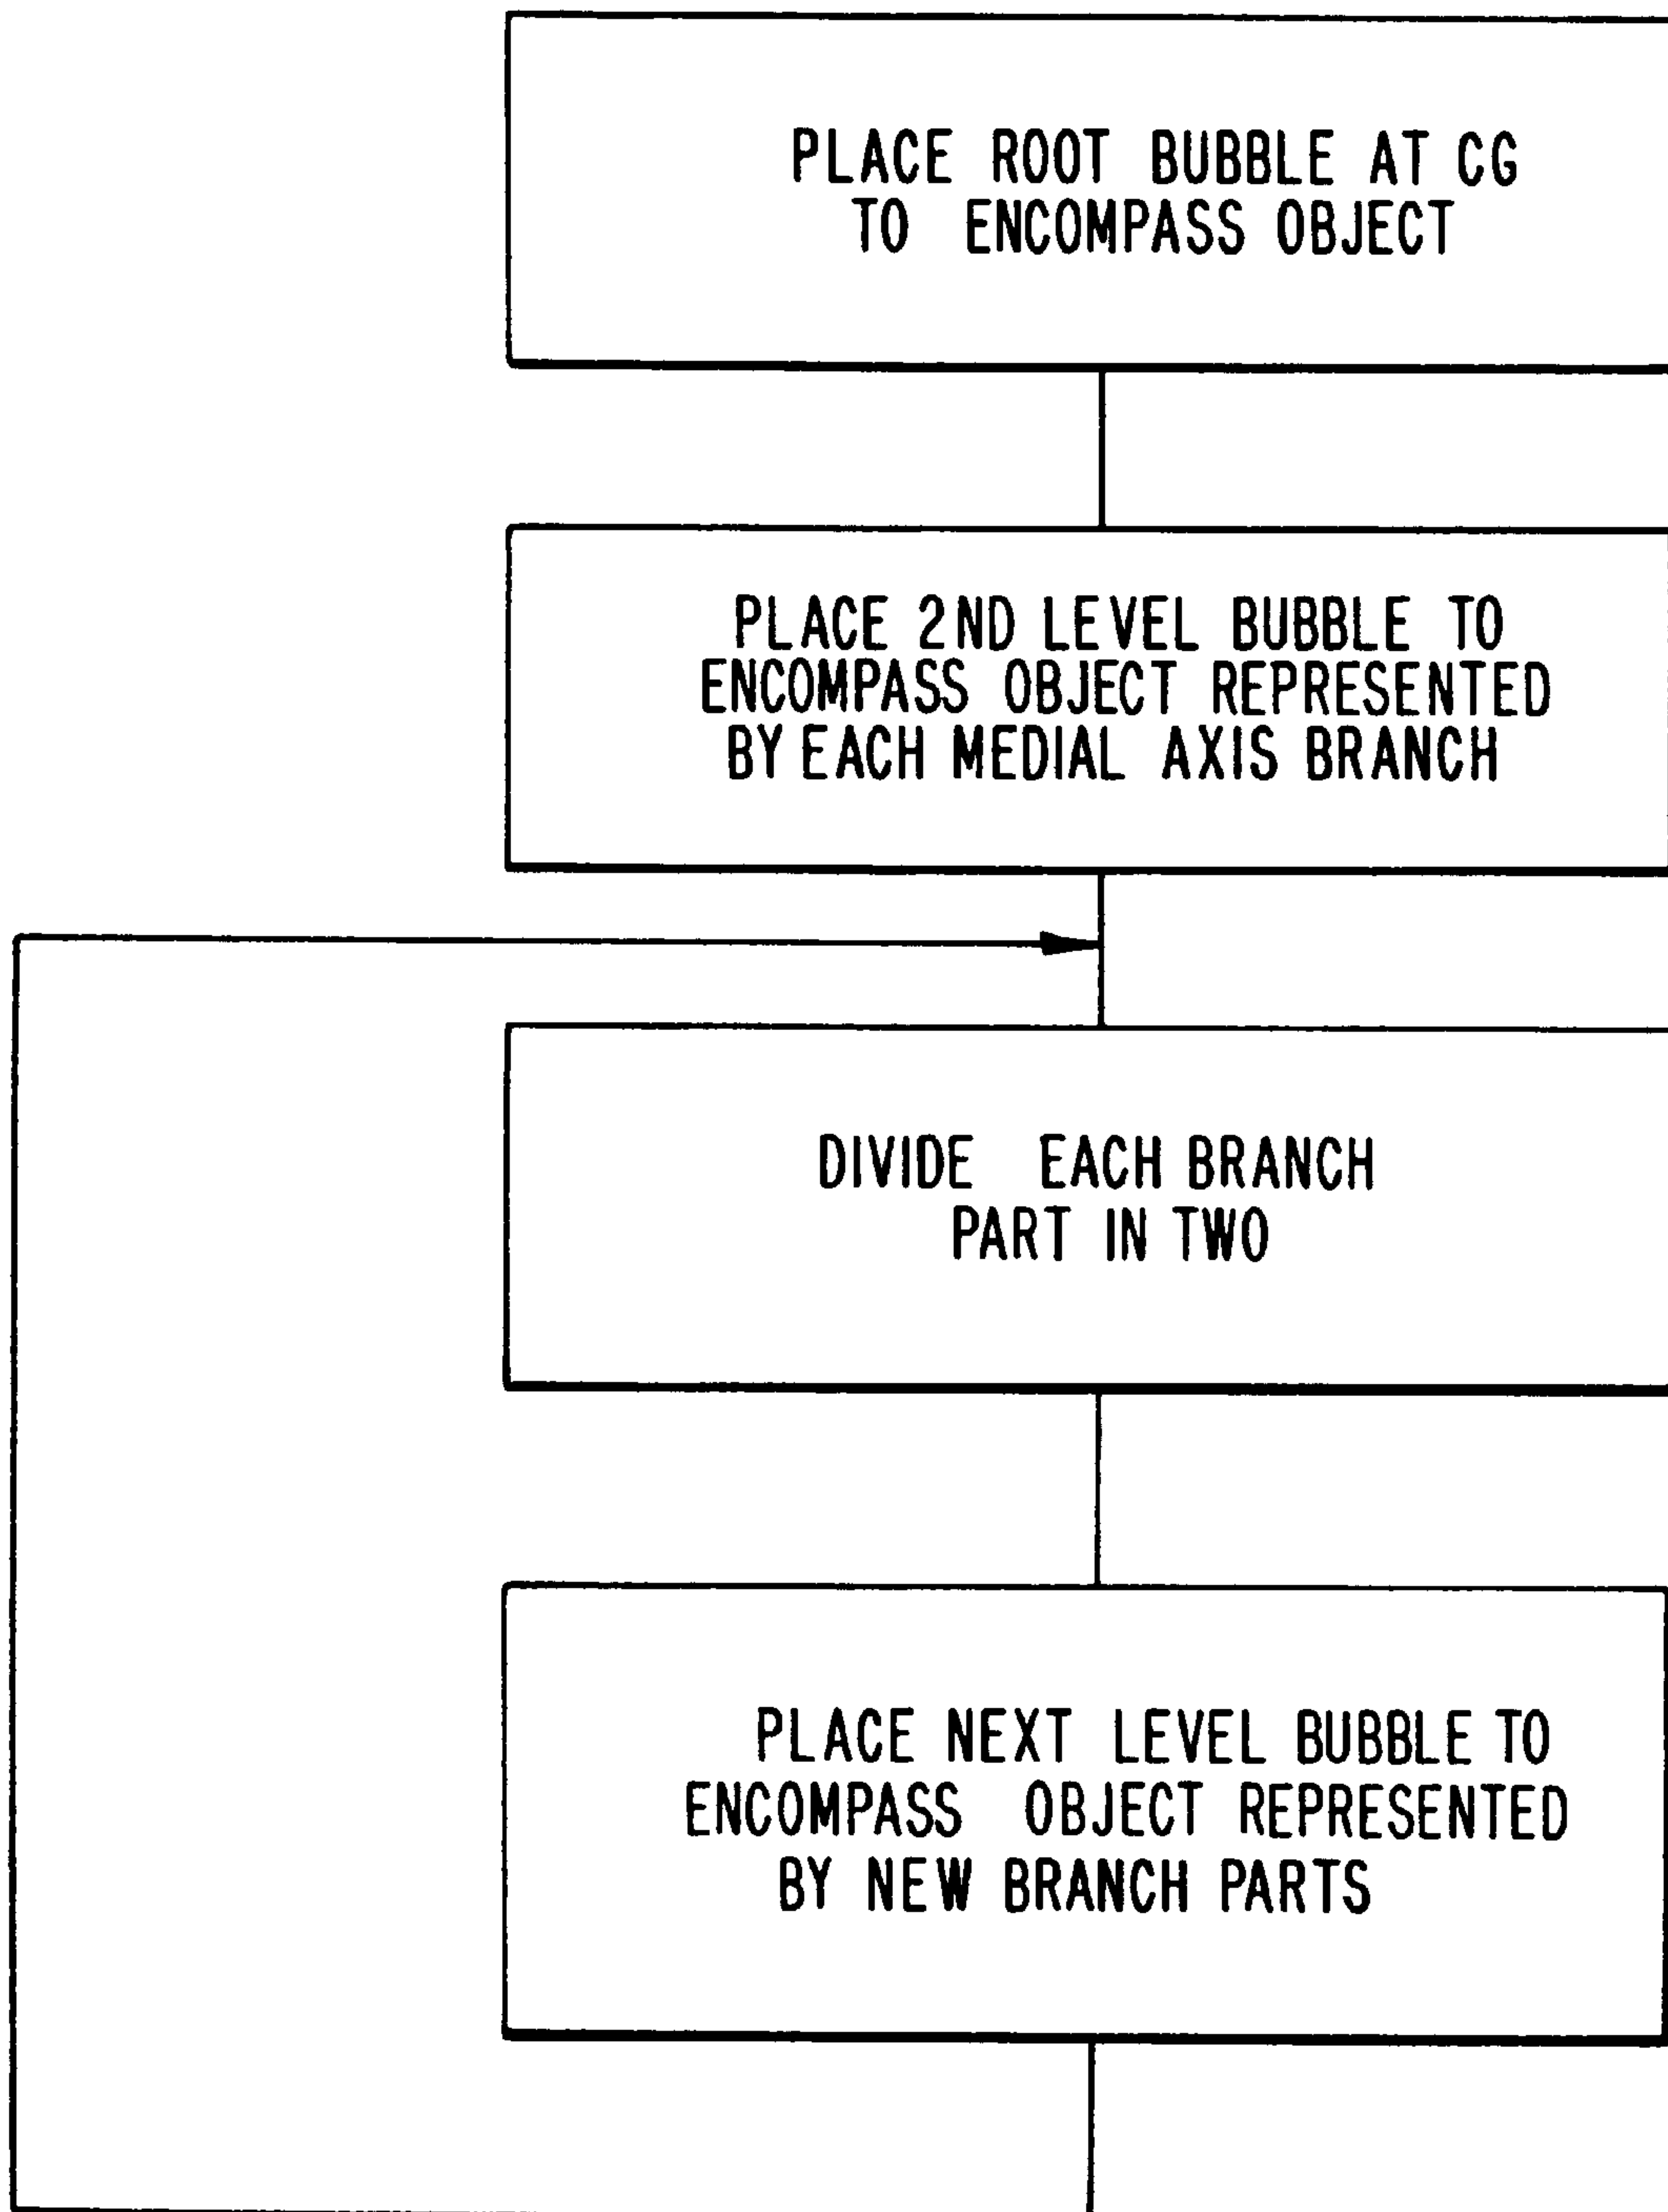 PLACE ROOT BUBBLE AT CG
TO ENCOMPASS OBJECT
PLACE 2ND LEVEL BUBBLE TO
ENCOMPASS OBJECT REPRESENTED
BY EACH MEDIAL AXIS BRANCH
DIVIDE EACH BRANCH
PART IN TWO
PLACE NEXT LEVEL BUBBLE TO
ENCOMPASS OBJECT REPRESENTED
BY NEW BRANCH PARTS